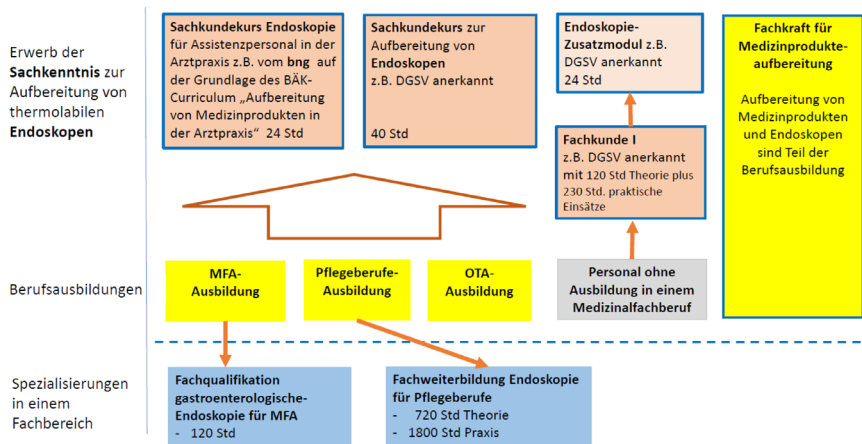 Erwerb der
Sachkenntnis zur
Aufbereitung von
thermolabilen
Endoskopen
Sachkundekurs Endoskopie
für Assistenzpersonal in der
Arztpraxis z.B. vom bng auf
der Grundlage des BÄK-
Curriculum „Aufbereitung
von Medizinprodukten in
der Arztpraxis“ 24 Std
Sachkundekurs zur
Aufbereitung von
Endoskopen
z.B. DGSV anerkannt
40 Std
Endoskopie-
Zusatzmodul z.B.
DGSV anerkannt
24 Std
Fachkunde I
z.B. DGSV anerkannt
mit 120 Std Theorie plus
230 Std. praktische
Einsätze
Fachkraft für
Medizinprodukte-
aufbereitung
Aufbereitung von
Medizinprodukten
und Endoskopen
sind Teil der
Berufsausbildung
Berufsausbildungen
MFA-
Ausbildung
Pflegeberufe-
Ausbildung
OTA-
Ausbildung
Personal ohne
Ausbildung in einem
Medizinalfachberuf
Spezialisierungen
in einem
Fachbereich
Fachqualifikation
gastroenterologische-
Endoskopie für MFA
- 120 Std
Fachweiterbildung Endoskopie
für Pflegeberufe
- 720 Std Theorie
- 1800 Std Praxis